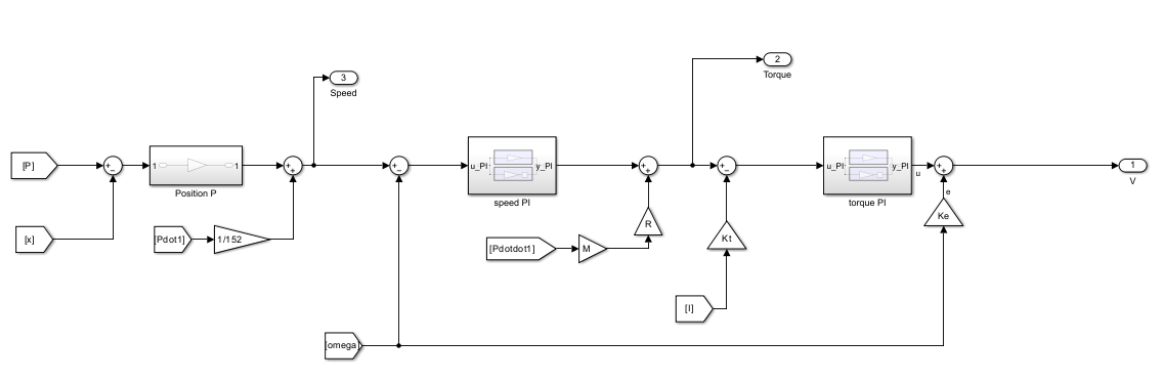 2
Torque
3
Speed
[P]
+
−
1
1
Position P
+
+
+
−
u_PI
y_PI
speed PI
+
+
+
−
u_PI
y_PI
torque PI
u
+
+
1
V
[x]
[Pdot1]
1/152
[Pdotdot1]
M
R
Kt
e
Ke
[I]
[omega]